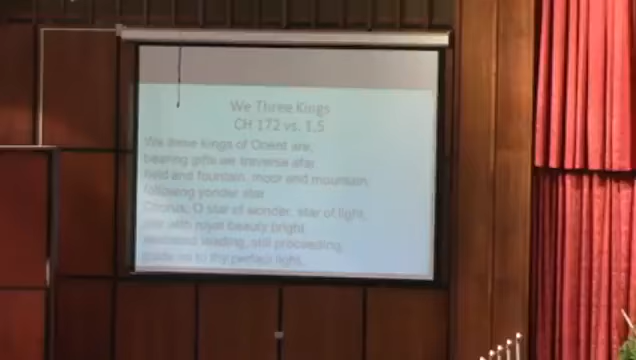 We Three Kings
CH 172 vs. 1,5
We three kings of Orient are,
bearing gifts we traverse afar
field and fountain, moor and mountain,
following yonder star
Chorus: O star of wonder, star of light,
star with royal beauty bright
westward leading, still proceeding
guide us to thy perfect light.